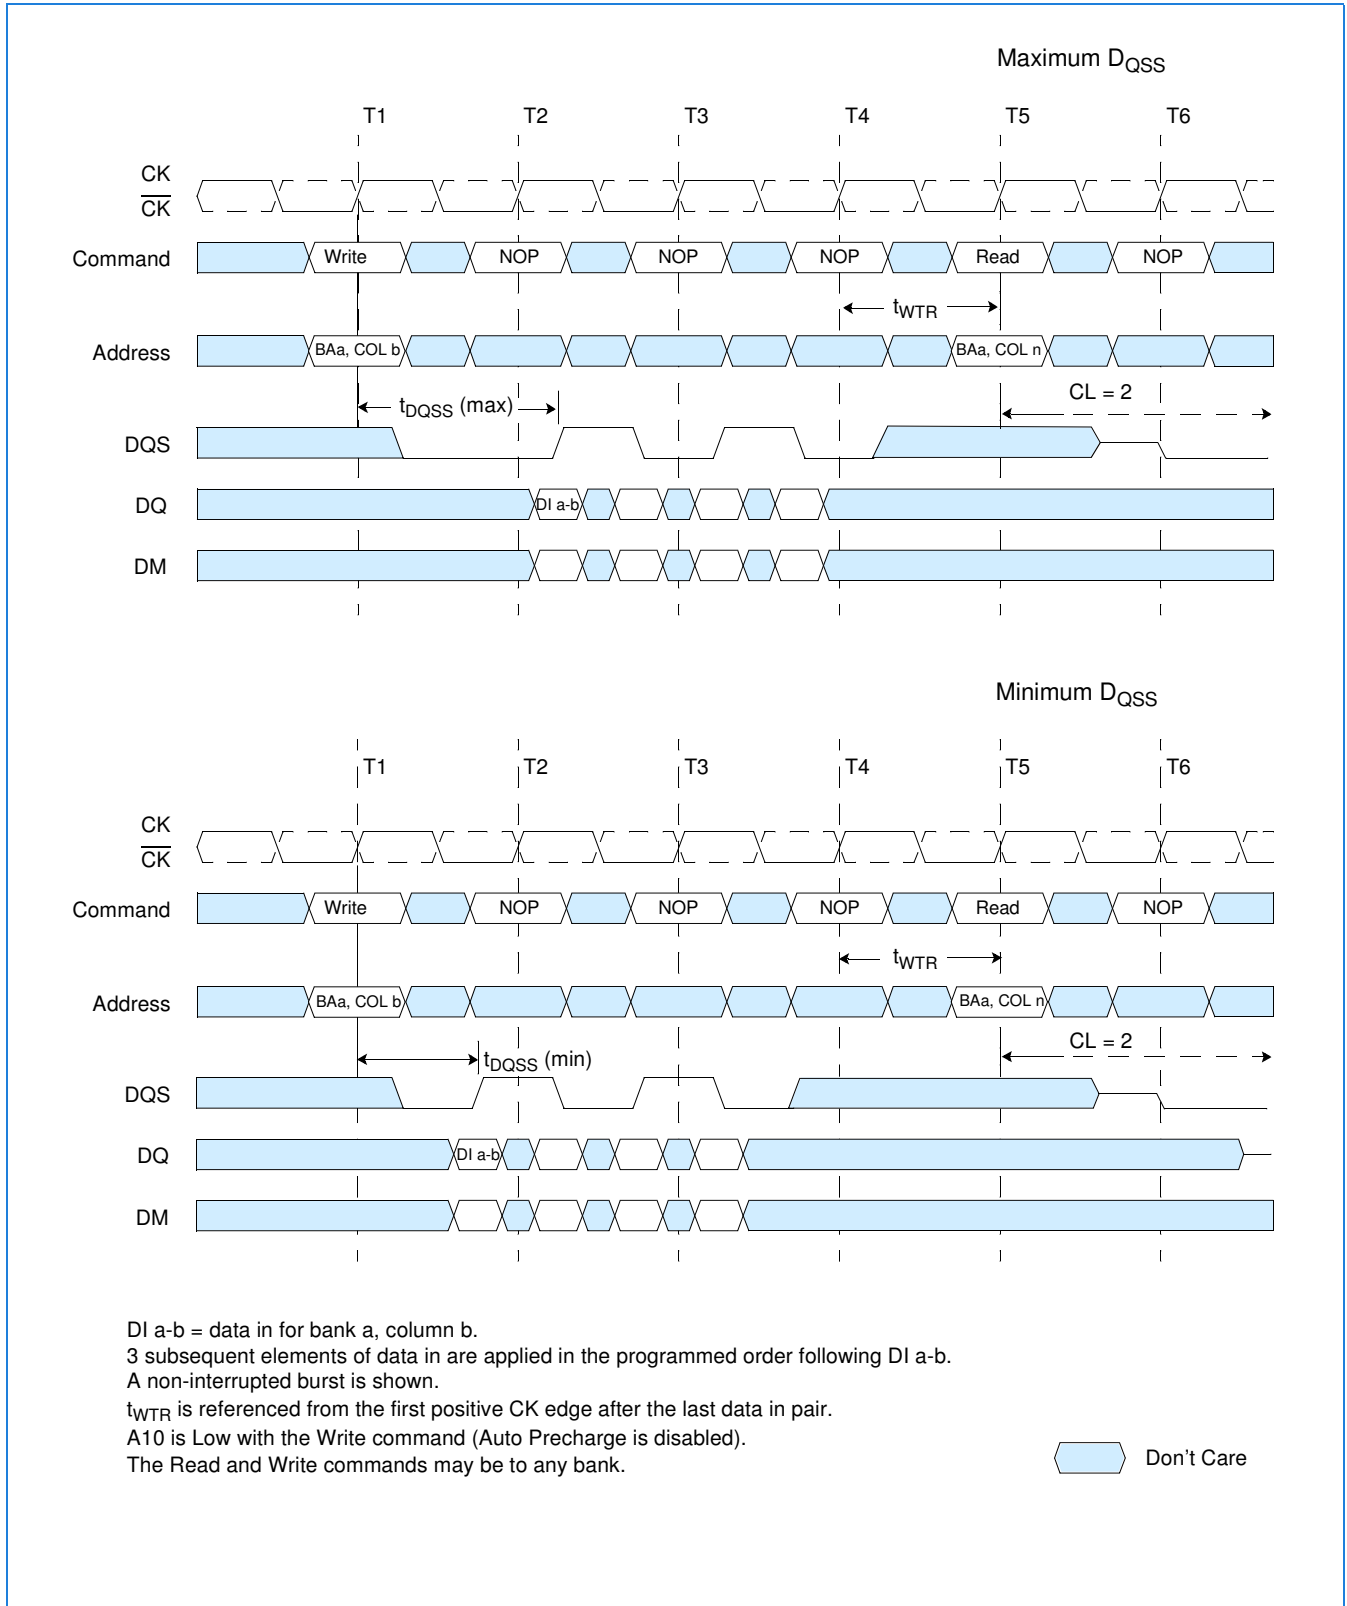 Maximum DQSS
T1 T2 T3 T4 T5 T6
CK
CK
Command Write NOP NOP NOP Read NOP
tWTR
Address BAa, COL b BAa, COL n
tDQSS (max) CL = 2
DQS
DQ DI a-b
DM
Minimum DQSS
T1 T2 T3 T4 T5 T6
CK
CK
Command Write NOP NOP NOP Read NOP
tWTR
Address BAa, COL b BAa, COL n
tDQSS (min) CL = 2
DQS
DQ DI a-b
DM
DI a-b = data in for bank a, column b.
3 subsequent elements of data in are applied in the programmed order following DI a-b.
A non-interrupted burst is shown.
tWTR is referenced from the first positive CK edge after the last data in pair.
A10 is Low with the Write command (Auto Precharge is disabled).
The Read and Write commands may be to any bank.
Don't Care